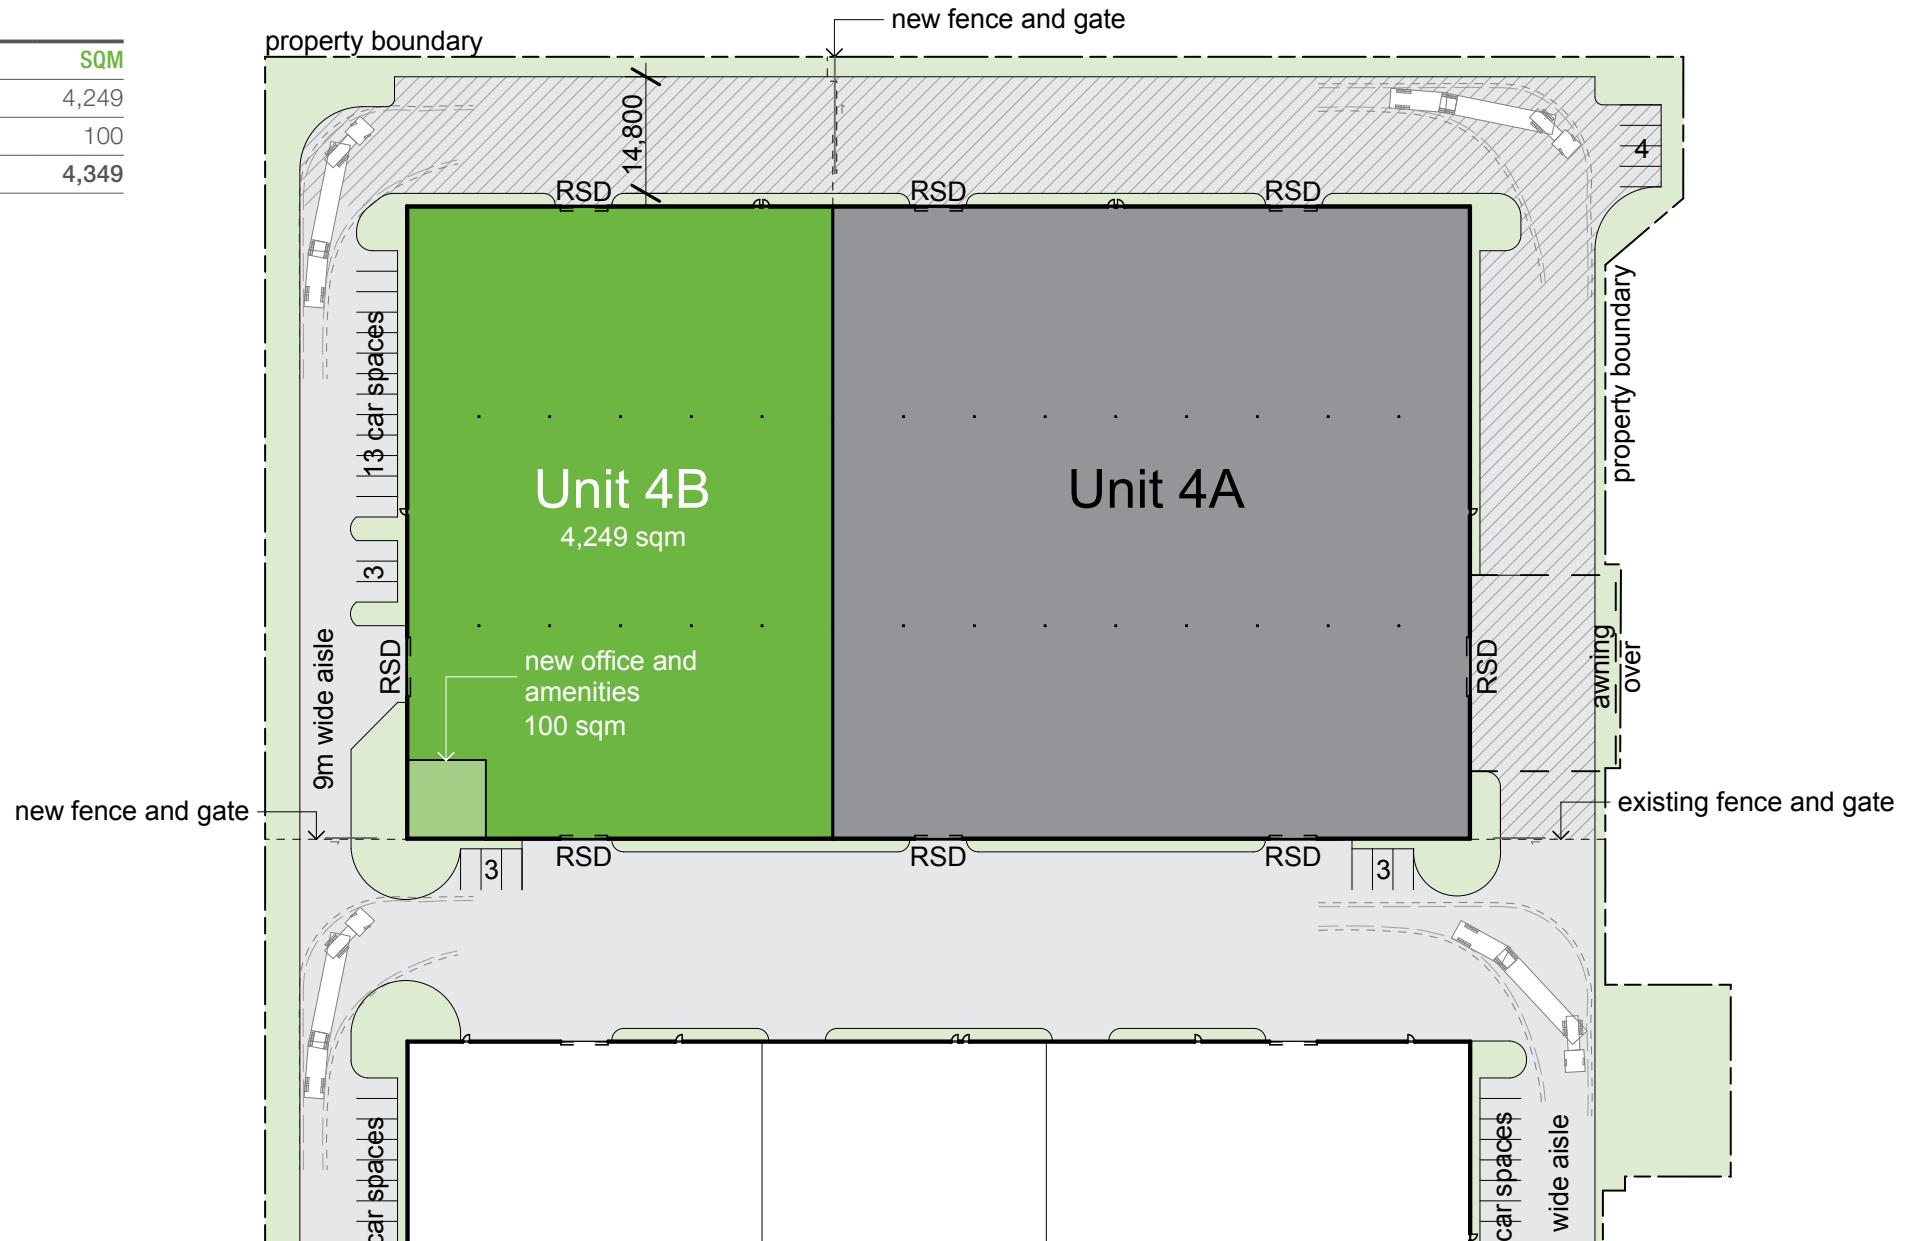 new fence and gate
property boundary
SQM
4,249
100
4,349
14,800
RSD
RSD
RSD
4
13 car spaces
property boundary
Unit 4B
4,249 sqm
Unit 4A
3
9m wide aisle
RSD
new office and
amenities
100 sqm
RSD
awning
over
new fence and gate
existing fence and gate
RSD
RSD
RSD
3
3
car spaces
car spaces
wide aisle